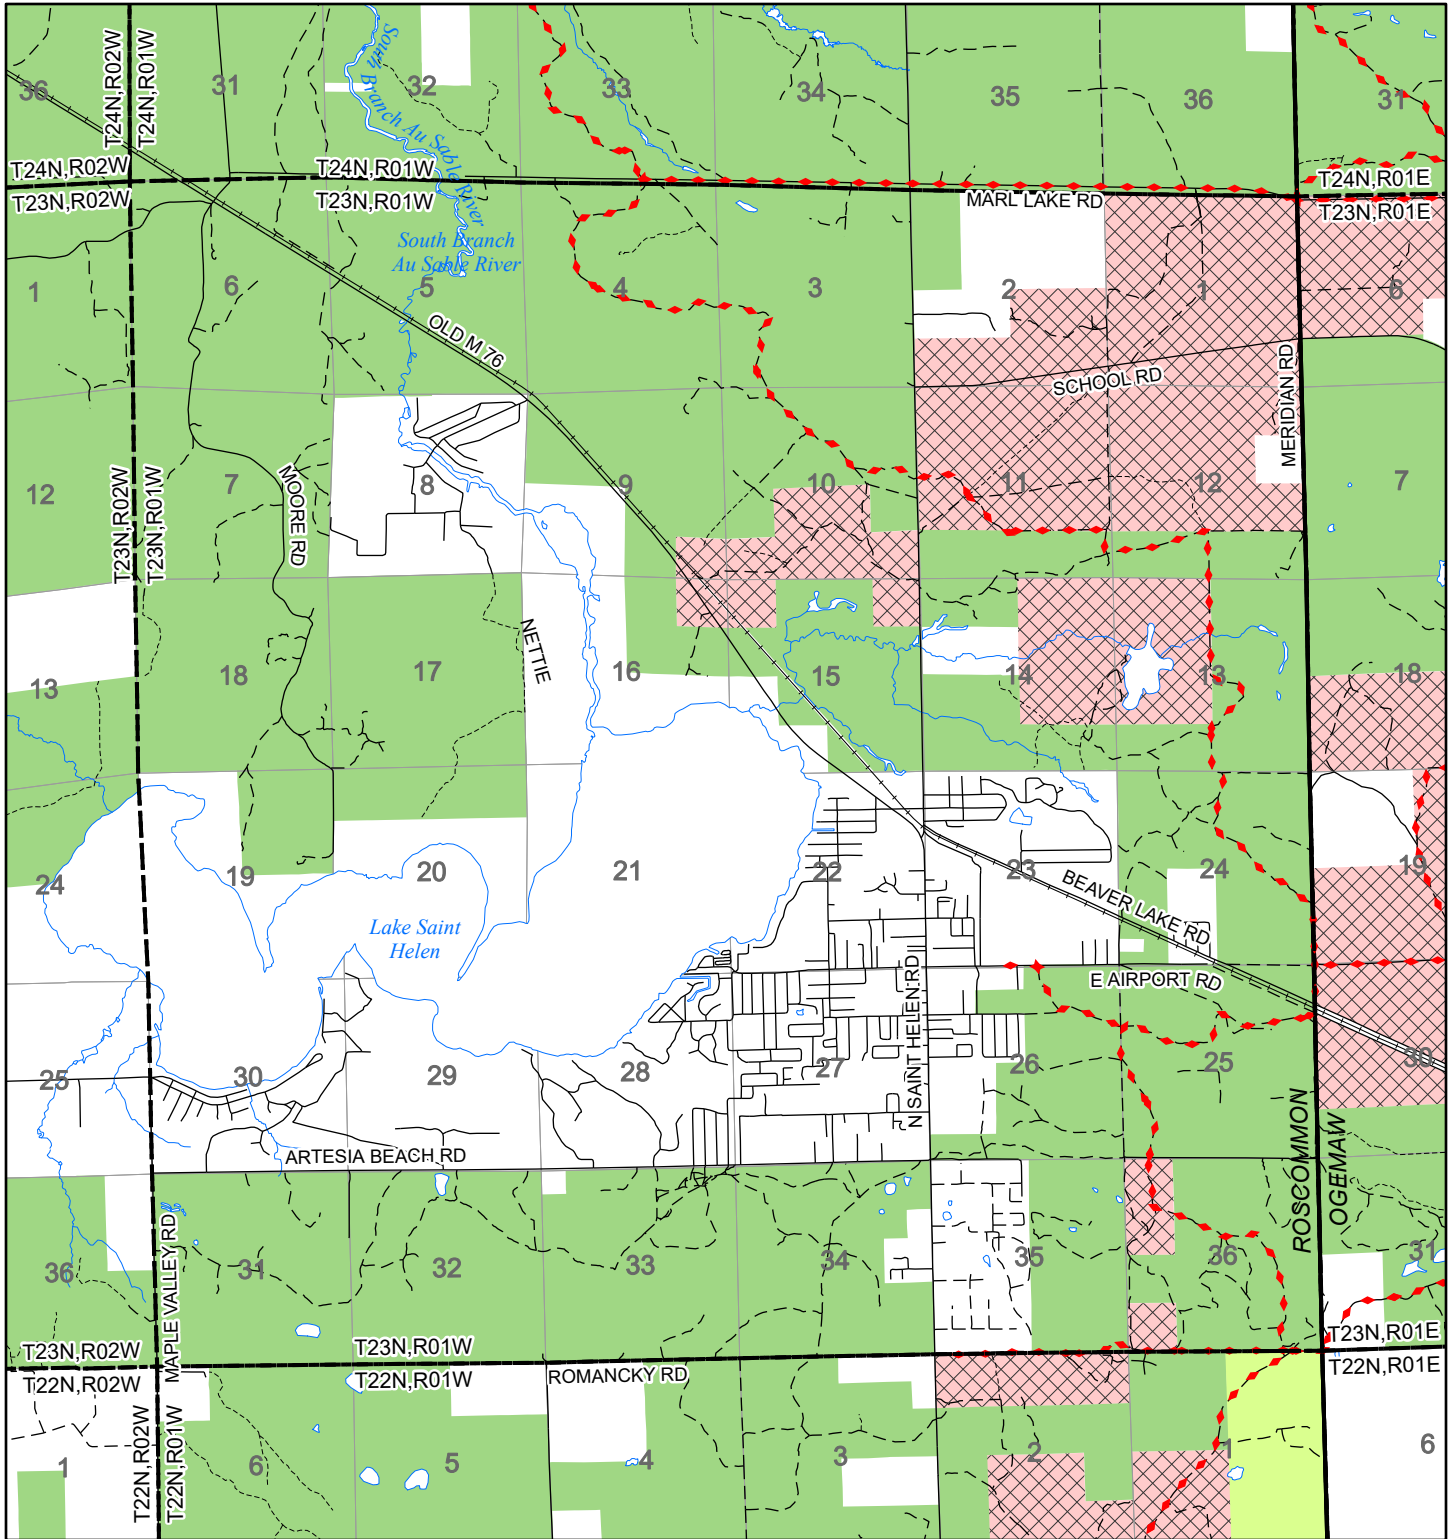 T24N,R02W
T24N,R01W
36
31
32
33
34
35
36
31
South Branch Au Sable River
T24N,R02W
T23N,R02W
T24N,R01W
T23N,R01W
MARL LAKE RD
T24N,R01E
T23N,R01E
South Branch
Au Sable River
1
6
5
4
3
2
1
6
OLD M 76
SCHOOL RD
MERIDIAN RD
12
7
8
9
10
11
12
7
T23N,R02W
T23N,R01W
MOORE RD
NETTIE
13
18
17
16
15
14
13
18
24
19
20
21
22
23
24
19
BEAVER LAKE RD
Lake Saint
Helen
E AIRPORT RD
N SAINT HELEN RD
25
30
29
28
27
26
25
30
ROSCOMMON
OGEMAW
ARTESIA BEACH RD
MAPLE VALLEY RD
36
31
32
33
34
35
36
31
T23N,R02W
T22N,R02W
T23N,R01W
T22N,R01W
ROMANCKY RD
T23N,R01E
T22N,R01E
T22N,R02W
T22N,R01W
1
6
5
4
3
2
1
6